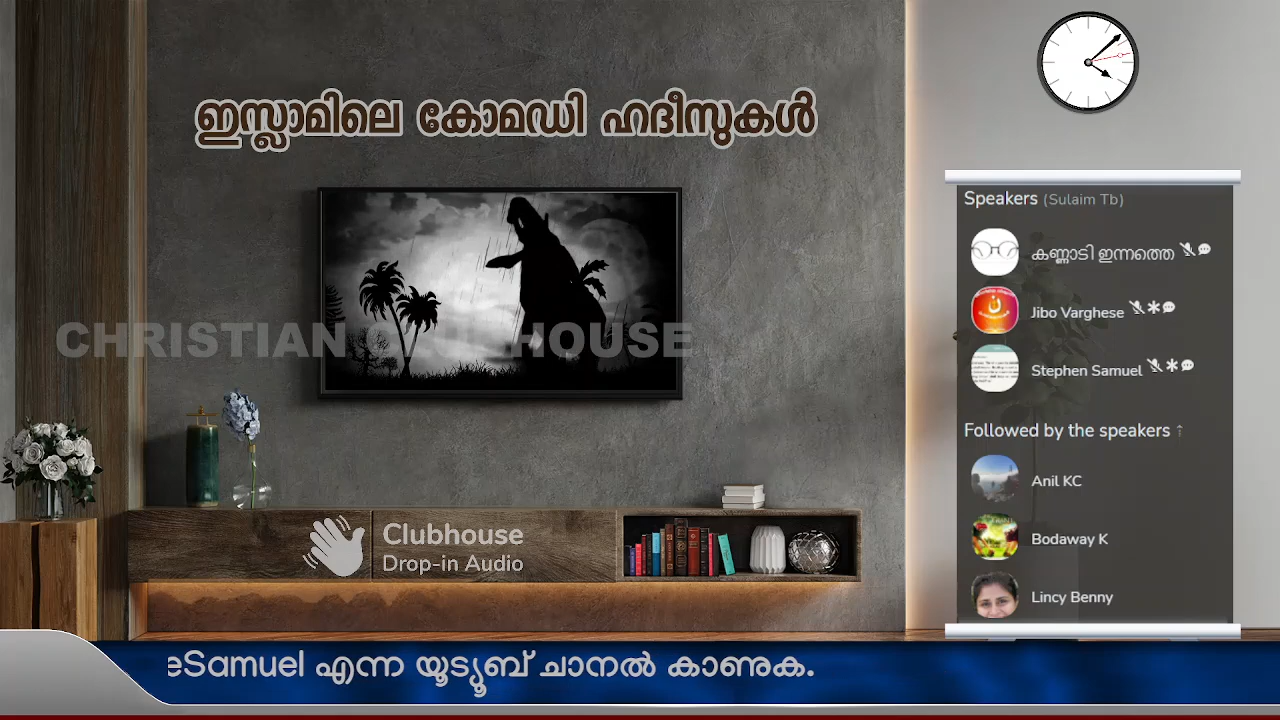 ഇസ്ലാമിലെ കോമഡി ഹദീസുകൾ
CHRISTIAN CLUB HOUSE
Clubhouse
Drop-in Audio
Speakers (Sulaim Tb)
കണ്ണാടി ഇന്നത്തെ
Jibo Varghese
Stephen Samuel
Followed by the speakers
Anil KC
Bodaway K
Lincy Benny
eSamuel എന്ന യൂട്യൂബ് ചാനൽ കാണുക.